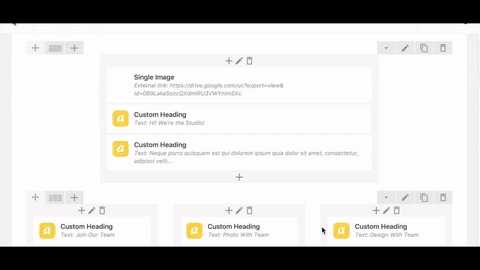 Single Image
External link: https://drive.google.com/uc?export=view&
Custom Heading
Text: Hi! We're the Studio!
Custom Heading
Text: Neque porro quisquam est qui dolorem ipsum quia dolor sit amet, consectetur,
adipisci velit...
Custom Heading
Text: Join Our Team
Custom Heading
Text: Photo With Team
Custom Heading
Text: Design With Team